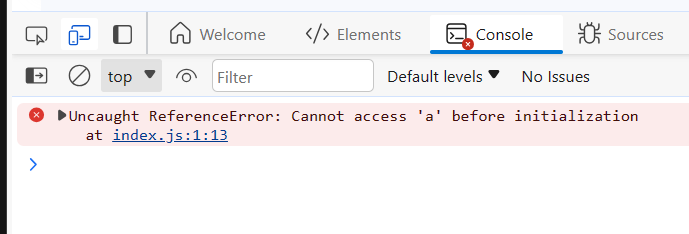 Welcome Elements Console Sources
top Filter Default levels No Issues
Uncaught ReferenceError: Cannot access 'a' before initialization
at index.js:1:13